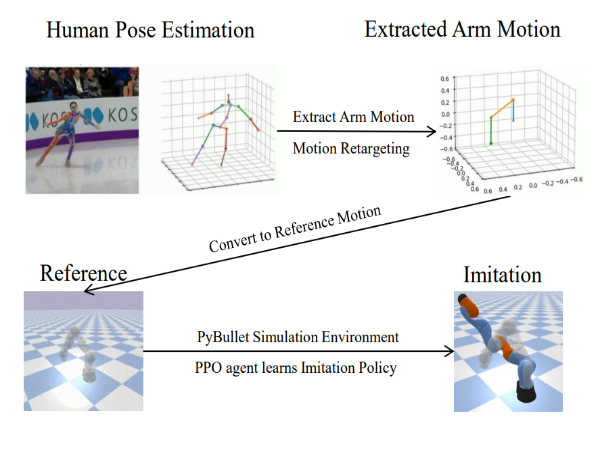 Human Pose Estimation
Extracted Arm Motion
KOS
KOS
Extract Arm Motion
Motion Retargeting
0.6
0.4
0.2
0.0
-0.2
-0.4
-0.6
-0.6
-0.4
-0.2
0.0
0.2
0.4
0.6
0.6 0.4 0.2 0.0 -0.2 -0.4 -0.6
Convert to Reference Motion
Reference
Imitation
PyBullet Simulation Environment
PPO agent learns Imitation Policy